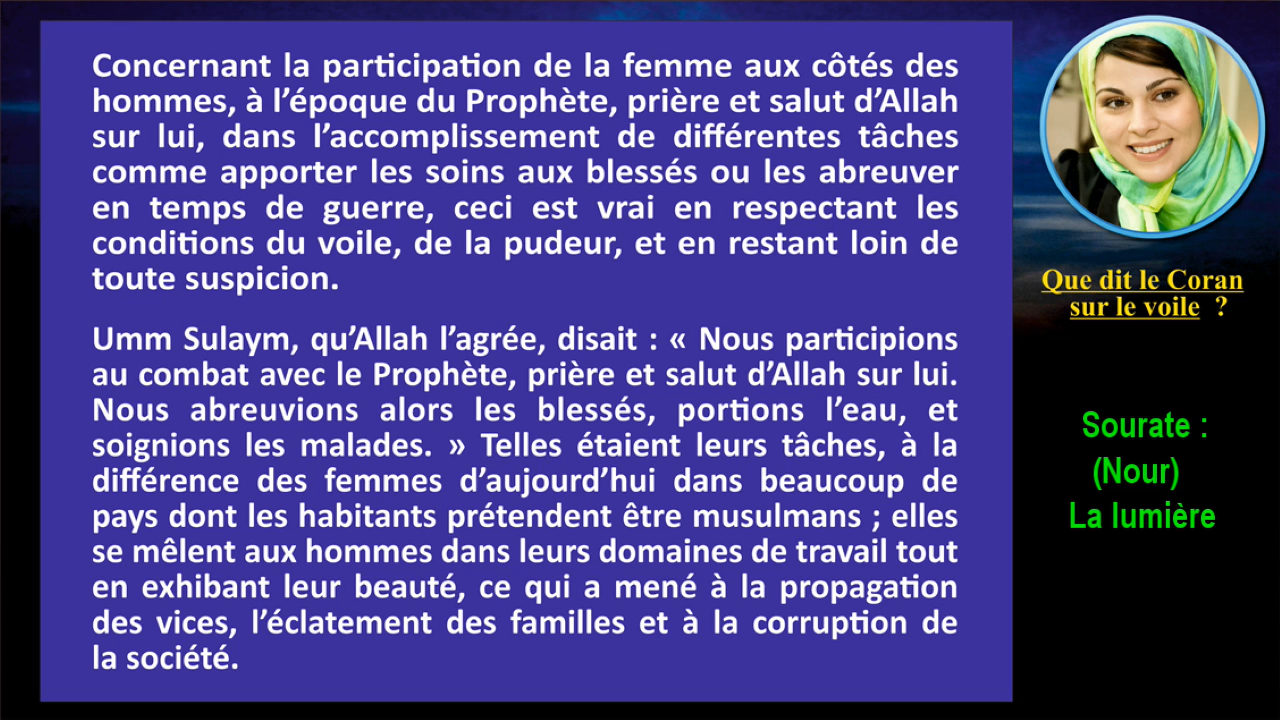 Concernant la participation de la femme aux côtés des
hommes, à l’époque du Prophète, prière et salut d’Allah
sur lui, dans l’accomplissement de différentes tâches
comme apporter les soins aux blessés ou les abreuver
en temps de guerre, ceci est vrai en respectant les
conditions du voile, de la pudeur, et en restant loin de
toute suspicion.
Umm Sulaym, qu’Allah l’agrée, disait : « Nous participions
au combat avec le Prophète, prière et salut d’Allah sur lui.
Nous abreuvions alors les blessés, portions l’eau, et
soignions les malades. » Telles étaient leurs tâches, à la
différence des femmes d’aujourd’hui dans beaucoup de
pays dont les habitants prétendent être musulmans ; elles
se mêlent aux hommes dans leurs domaines de travail tout
en exhibant leur beauté, ce qui a mené à la propagation
des vices, l’éclatement des familles et à la corruption de
la société.
Que dit le Coran
sur le voile ?
Sourate :
(Nour)
La lumière